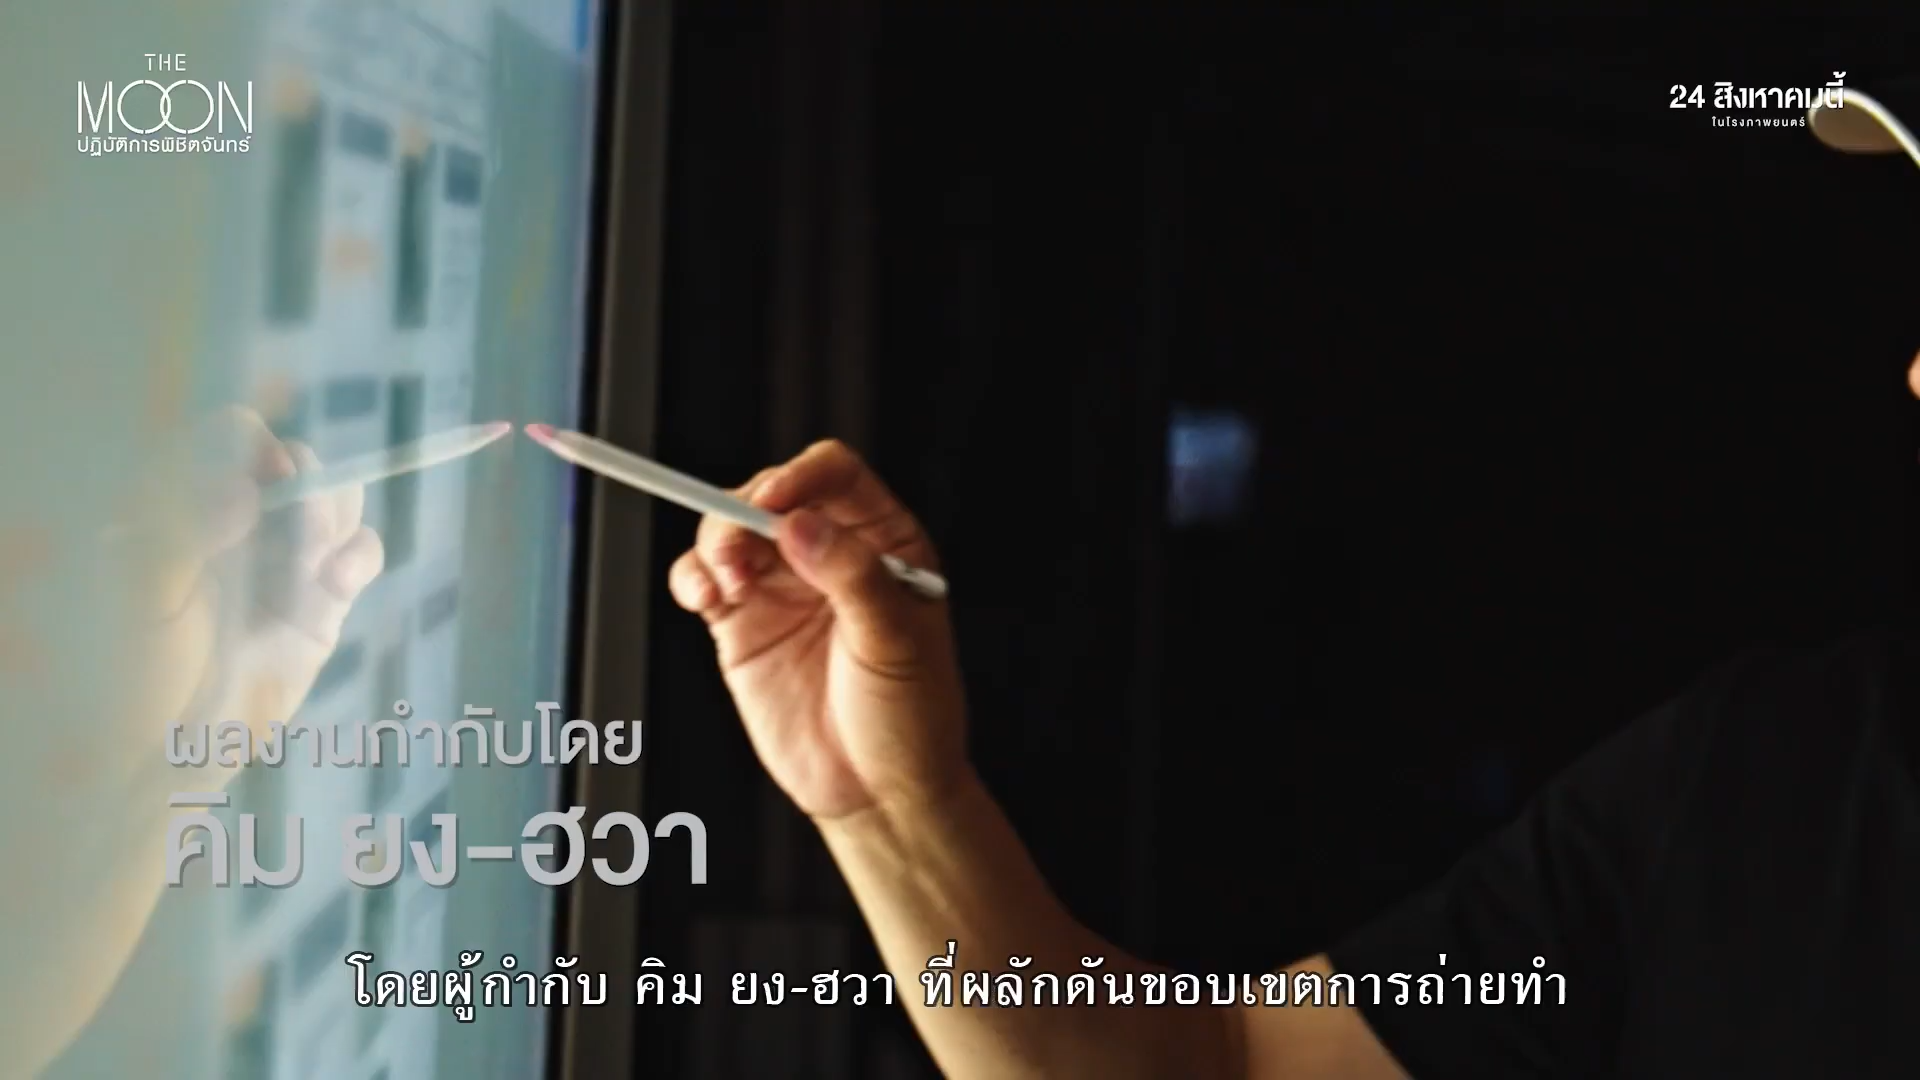 THE
MOON
ปฏิบัติการพิชิตจันทร์
24 สิงหาคมนี้
ในโรงภาพยนตร์
ผลงานกำกับโดย
คิม ยง-ฮวา
โดยผู้กำกับ คิม ยง-ฮวา ที่ผลักดันขอบเขตการถ่ายทำ